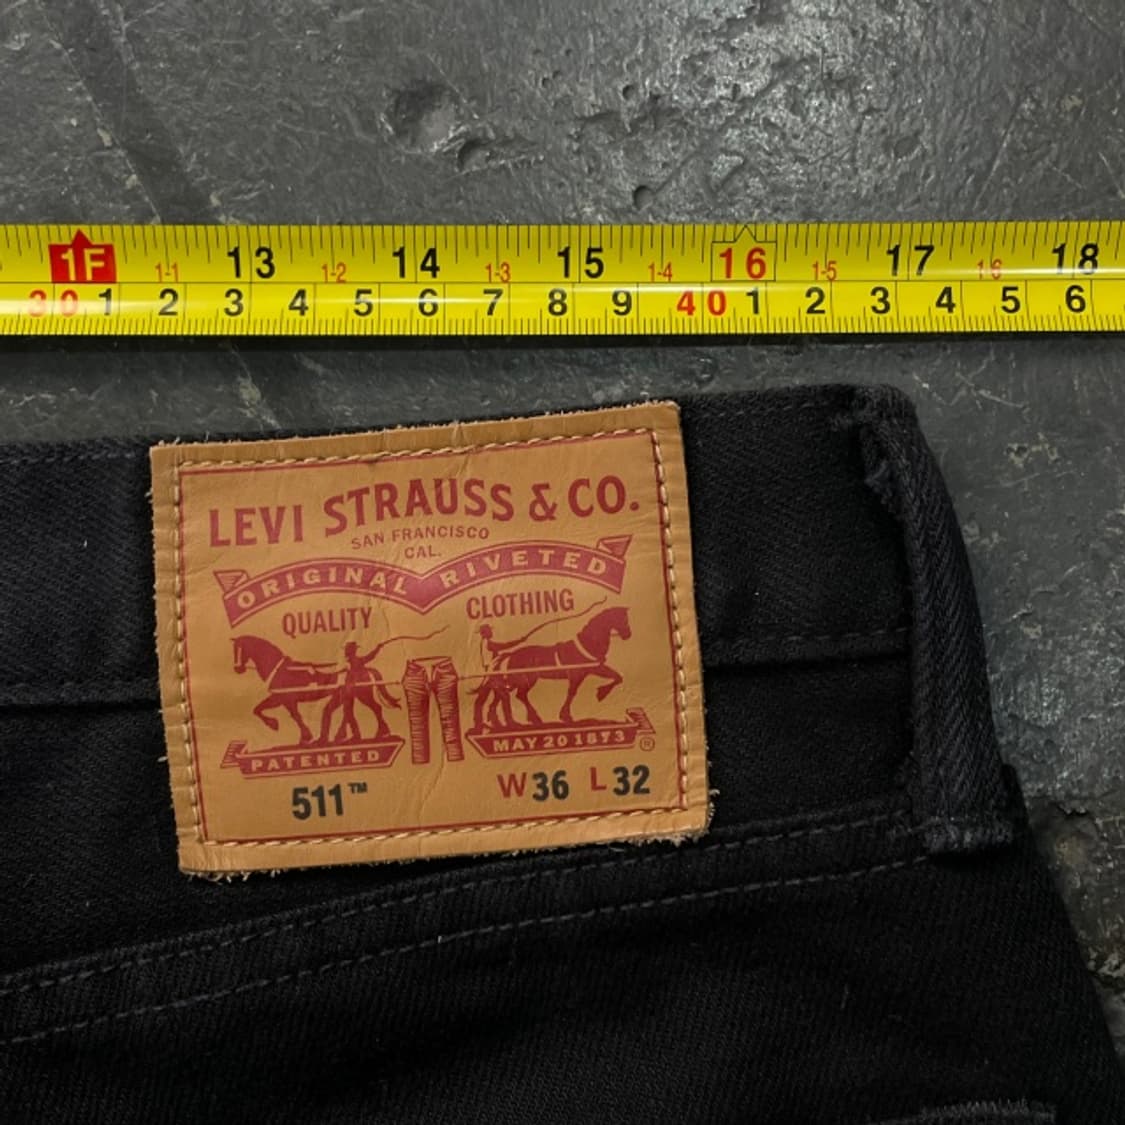 1F 1-1 13 1-2 14 1-3 15 1-4 16 1-5 17 1-6 18
30 1 2 3 4 5 6 7 8 9 40 1 2 3 4 5 6
LEVI STRAUSS & CO.
SAN FRANCISCO
CAL.
ORIGINAL RIVETED
QUALITY CLOTHING
PATENTED MAY 20 1873 ®
511™ W36 L32